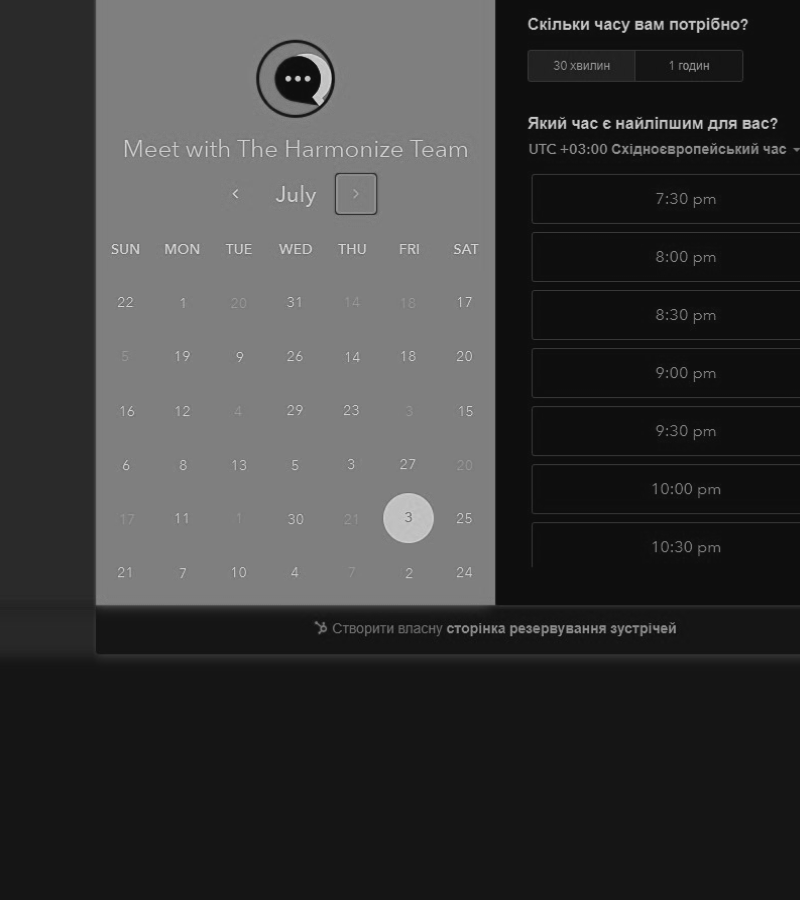 Meet with The Harmonize Team
July
SUN MON TUE WED THU FRI SAT
22 1 20 31 14 18 17
5 19 9 26 14 18 20
16 12 4 29 23 3 15
6 8 13 5 3 27 20
17 11 1 30 21 3 25
21 7 10 4 7 2 24
Скільки часу вам потрібно?
30 хвилин 1 годин
Який час є найліпшим для вас?
UTC +03:00 Східноєвропейський час
7:30 pm
8:00 pm
8:30 pm
9:00 pm
9:30 pm
10:00 pm
10:30 pm
Створити власну сторінка резервування зустрічей